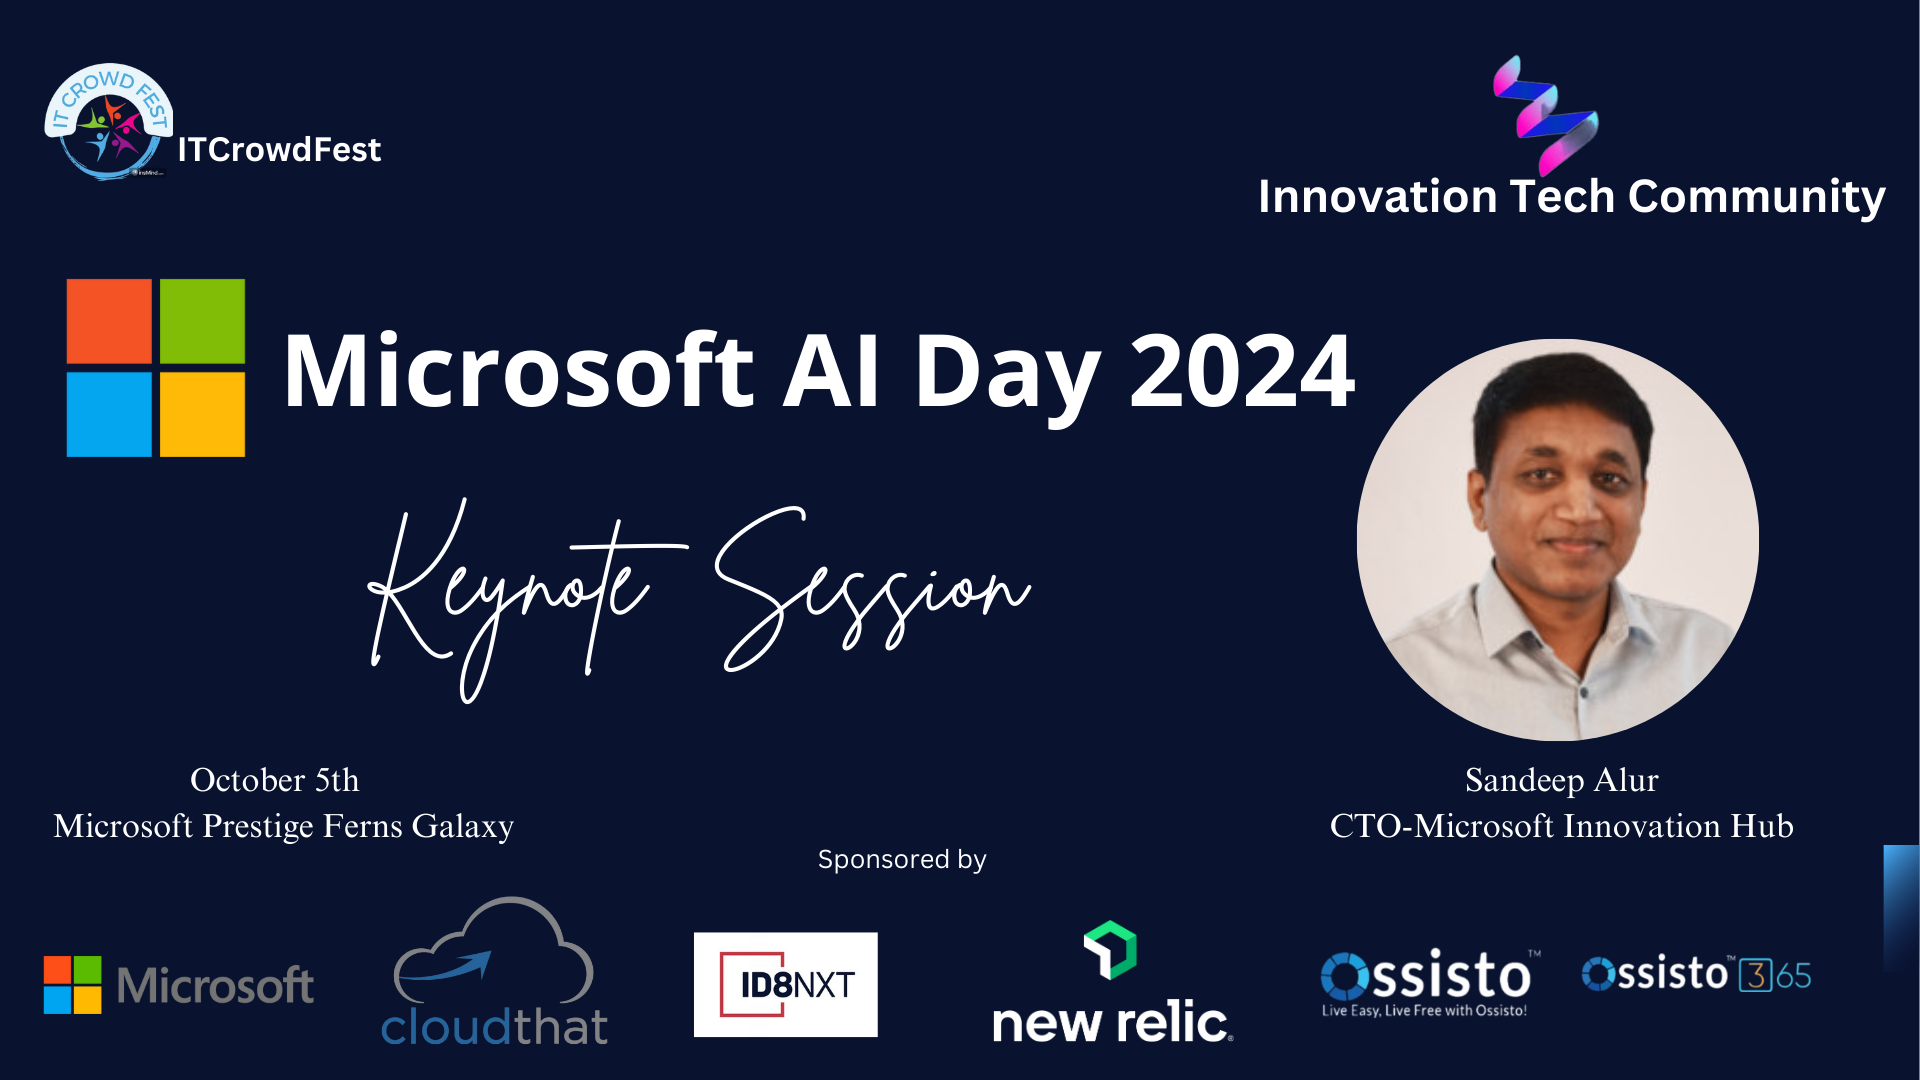 IT CROWD FEST
ITCrowdFest
Innovation Tech Community
Microsoft AI Day 2024
Keynote Session
October 5th
Microsoft Prestige Ferns Galaxy
Sandeep Alur
CTO-Microsoft Innovation Hub
Sponsored by
Microsoft
cloudthat
ID8NXT
new relic®
Ossisto™
Live Easy, Live Free with Ossisto!
Ossisto™ 365